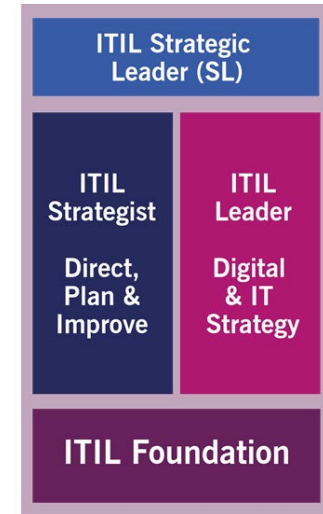 ITIL Strategic
Leader (SL)
ITIL
Strategist
Direct,
Plan &
Improve
ITIL
Leader
Digital
& IT
Strategy
ITIL Foundation